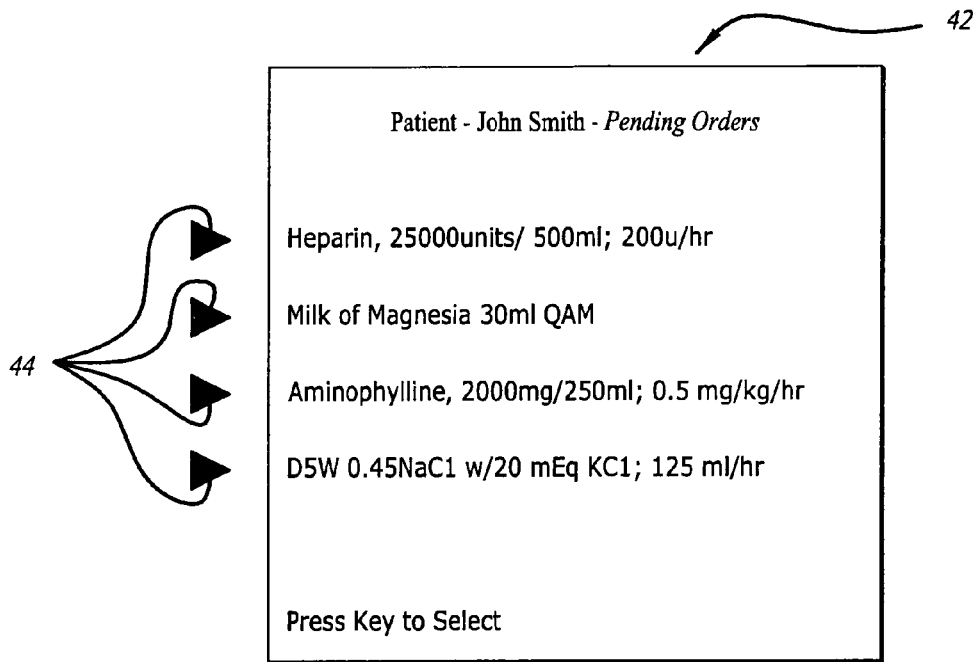 42
Patient - John Smith - Pending Orders
Heparin, 25000units/ 500ml; 200u/hr
Milk of Magnesia 30ml QAM
44
Aminophylline, 2000mg/250ml; 0.5 mg/kg/hr
D5W 0.45NaC1 w/20 mEq KC1; 125 ml/hr
Press Key to Select